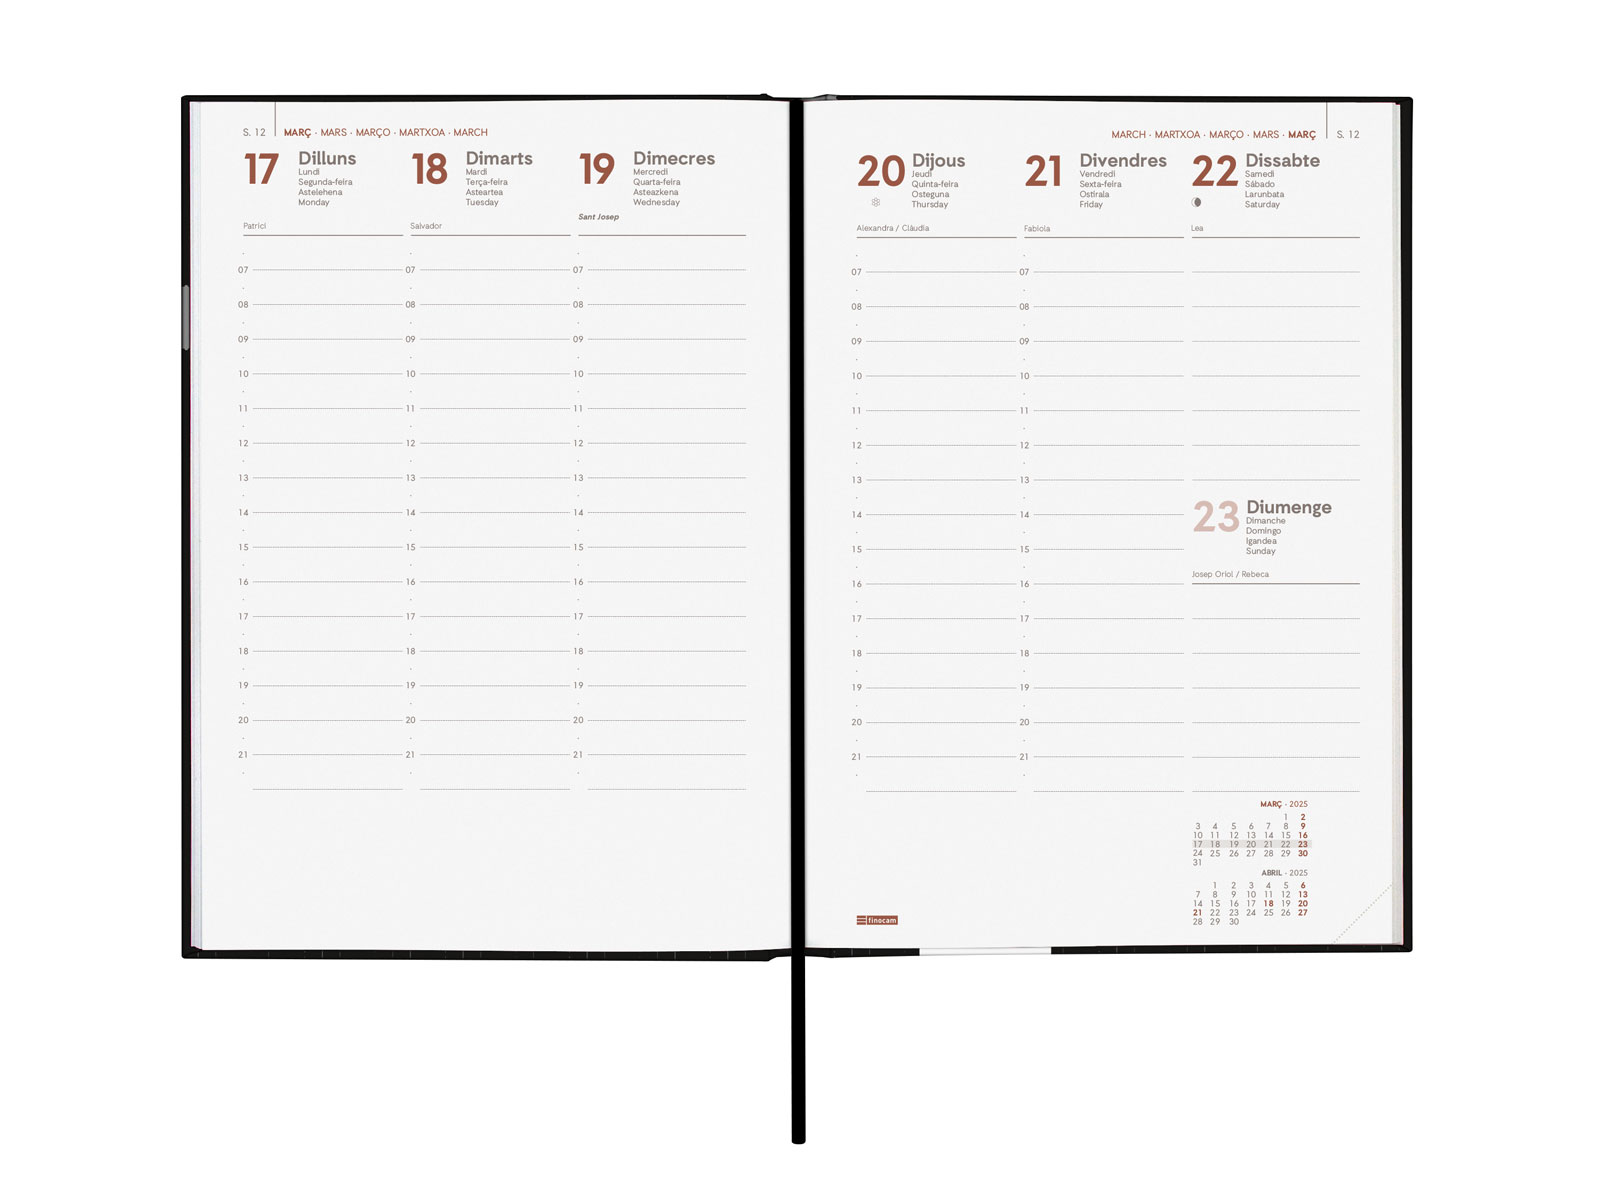 S. 12 MARÇ · MARS · MARÇO · MARTXOA · MARCH
17 Dilluns
Lundi
Segunda-feira
Astelehena
Monday
Patrici
07
08
09
10
11
12
13
14
15
16
17
18
19
20
21
18 Dimarts
Mardi
Terça-feira
Asteartea
Tuesday
Salvador
07
08
09
10
11
12
13
14
15
16
17
18
19
20
21
19 Dimecres
Mercredi
Quarta-feira
Asteazkena
Wednesday
Sant Josep
07
08
09
10
11
12
13
14
15
16
17
18
19
20
21
MARCH · MARTXOA · MARÇO · MARS · MARÇ S. 12
20 Dijous
Jeudi
Quinta-feira
Osteguna
Thursday
Alexandra / Clàudia
07
08
09
10
11
12
13
14
15
16
17
18
19
20
21
21 Divendres
Vendredi
Sexta-feira
Ostirala
Friday
Fabiola
07
08
09
10
11
12
13
14
15
16
17
18
19
20
21
22 Dissabte
Samedi
Sábado
Larunbata
Saturday
Lea
23 Diumenge
Dimanche
Domingo
Igandea
Sunday
Josep Oriol / Rebeca
MARÇ · 2025
1 2
3 4 5 6 7 8 9
10 11 12 13 14 15 16
17 18 19 20 21 22 23
24 25 26 27 28 29 30
31
ABRIL · 2025
1 2 3 4 5 6
7 8 9 10 11 12 13
14 15 16 17 18 19 20
21 22 23 24 25 26 27
28 29 30
finocam